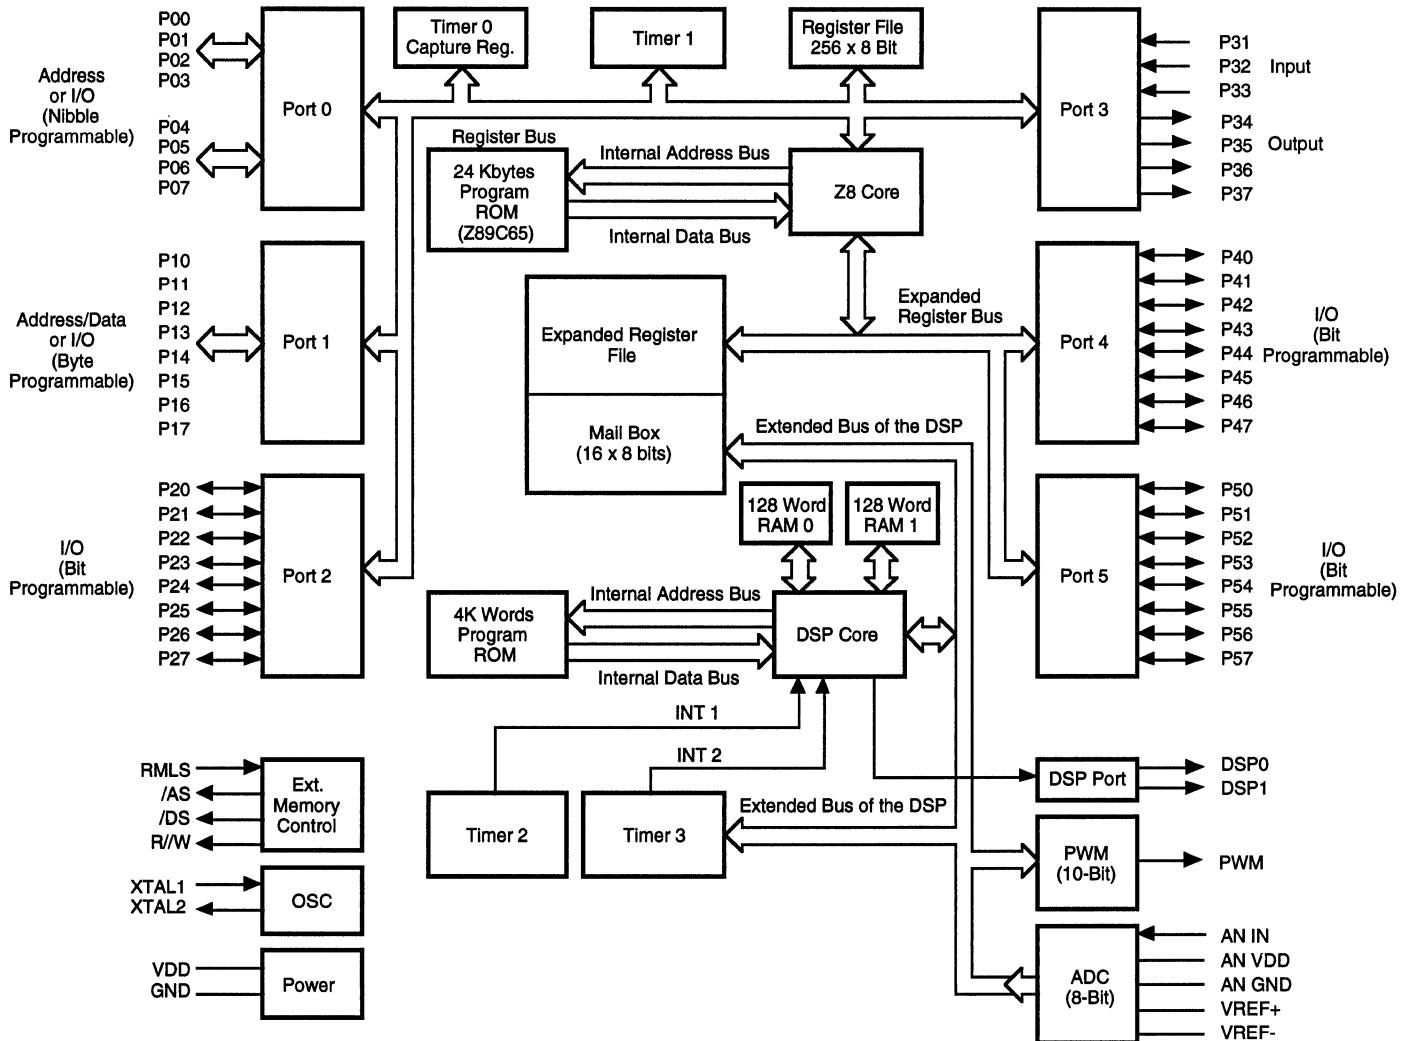 P00
P01
P02
P03
Address
or I/O
(Nibble
Programmable)
P04
P05
P06
P07
Port 0
Timer 0
Capture Reg.
Timer 1
Register File
256 x 8 Bit
Port 3
P31
P32
P33
Input
P34
P35
P36
P37
Output
Register Bus
24 Kbytes
Program
ROM
(Z89C65)
Internal Address Bus
Internal Data Bus
Z8 Core
P10
P11
P12
P13
P14
P15
P16
P17
Address/Data
or I/O
(Byte
Programmable)
Port 1
Expanded Register
File
Mail Box
(16 x 8 bits)
Expanded
Register Bus
Port 4
P40
P41
P42
P43
P44
P45
P46
P47
I/O
(Bit
Programmable)
Extended Bus of the DSP
P20
P21
P22
P23
P24
P25
P26
P27
I/O
(Bit
Programmable)
Port 2
128 Word
RAM 0
128 Word
RAM 1
4K Words
Program
ROM
Internal Address Bus
Internal Data Bus
DSP Core
Port 5
P50
P51
P52
P53
P54
P55
P56
P57
I/O
(Bit
Programmable)
INT 1
INT 2
RMLS
/AS
/DS
R//W
Ext.
Memory
Control
Timer 2
Timer 3
Extended Bus of the DSP
DSP Port
DSP0
DSP1
PWM
(10-Bit)
PWM
XTAL1
XTAL2
OSC
VDD
GND
Power
ADC
(8-Bit)
AN IN
AN VDD
AN GND
VREF+
VREF-